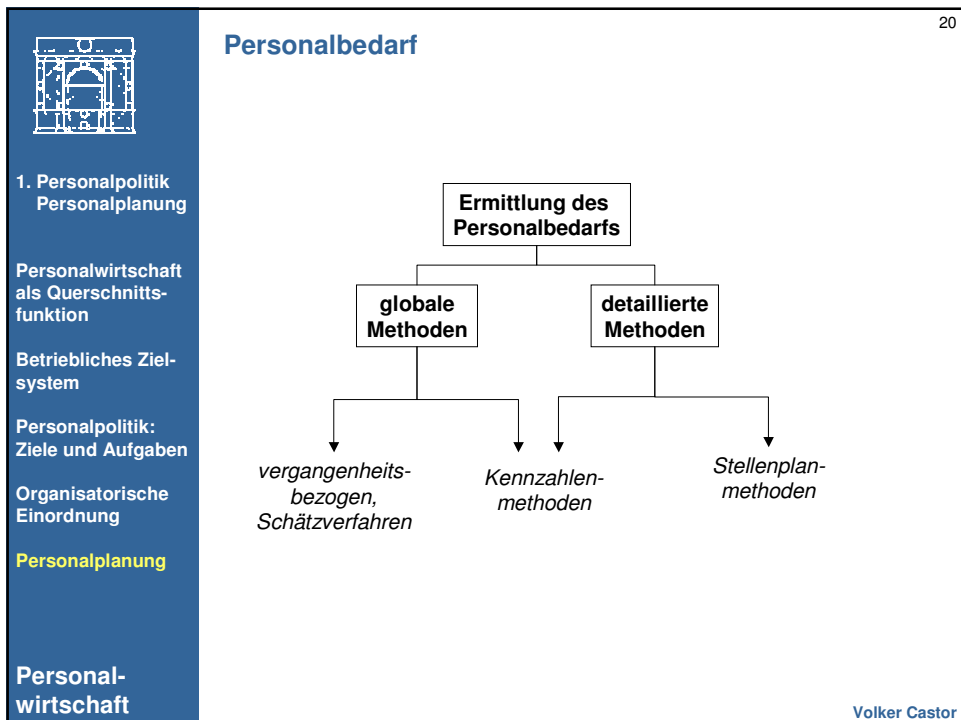 20
Personalbedarf
1. Personalpolitik
Personalplanung
Personalwirtschaft
als Querschnitts-
funktion
Betriebliches Ziel-
system
Personalpolitik:
Ziele und Aufgaben
Organisatorische
Einordnung
Personalplanung
Personal-
wirtschaft
Ermittlung des
Personalbedarfs
globale
Methoden
detaillierte
Methoden
vergangenheits-
bezogen,
Schätzverfahren
Kennzahlen-
methoden
Stellenplan-
methoden
Volker Castor